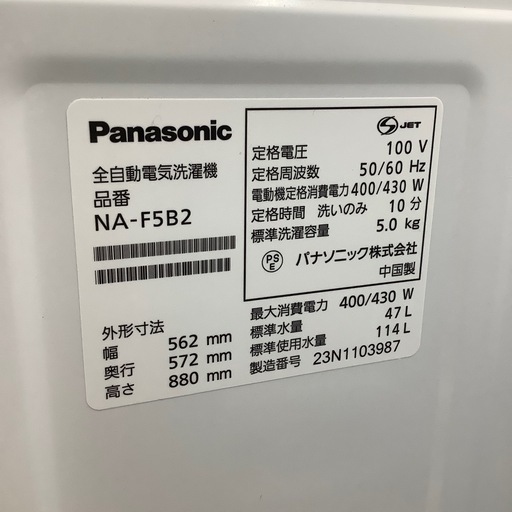 Panasonic
全自動電気洗濯機
品番
NA-F5B2
外形寸法
幅 562 mm
奥行 572 mm
高さ 880 mm
S JET
定格電圧 100 V
定格周波数 50/60 Hz
電動機定格消費電力 400/430 W
定格時間 洗いのみ 10 分
標準洗濯容量 5.0 kg
PSE パナソニック株式会社
中国製
最大消費電力 400/430 W
標準水量 47 L
標準使用水量 114 L
製造番号 23N1103987